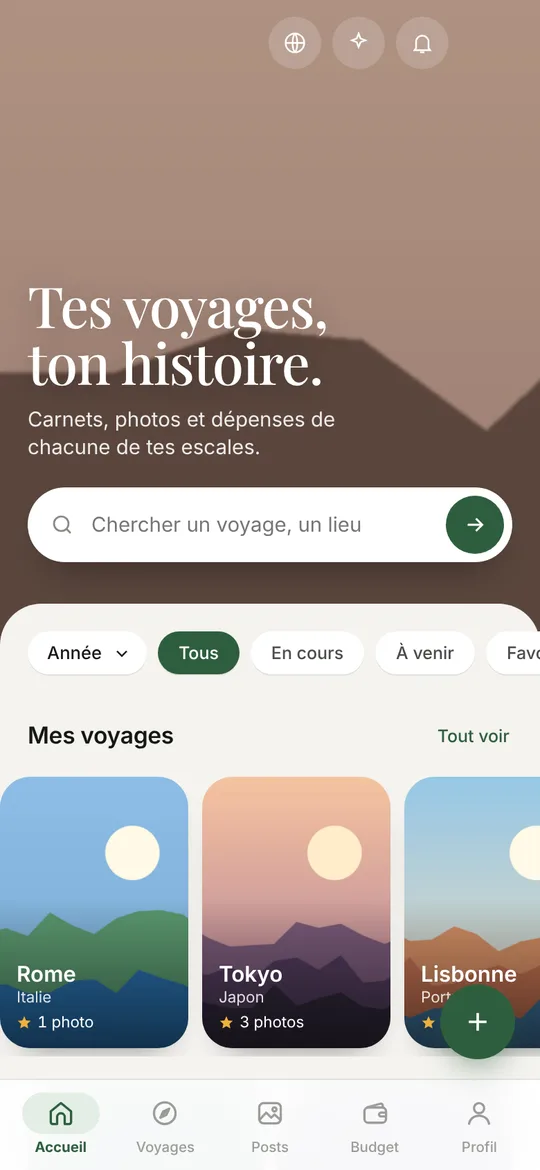 Tes voyages,
ton histoire.
Carnets, photos et dépenses de
chacune de tes escales.
Chercher un voyage, un lieu
Année
Tous
En cours
À venir
Favo
Mes voyages
Tout voir
Rome
Italie
1 photo
Tokyo
Japon
3 photos
Lisbonne
Port
Accueil
Voyages
Posts
Budget
Profil